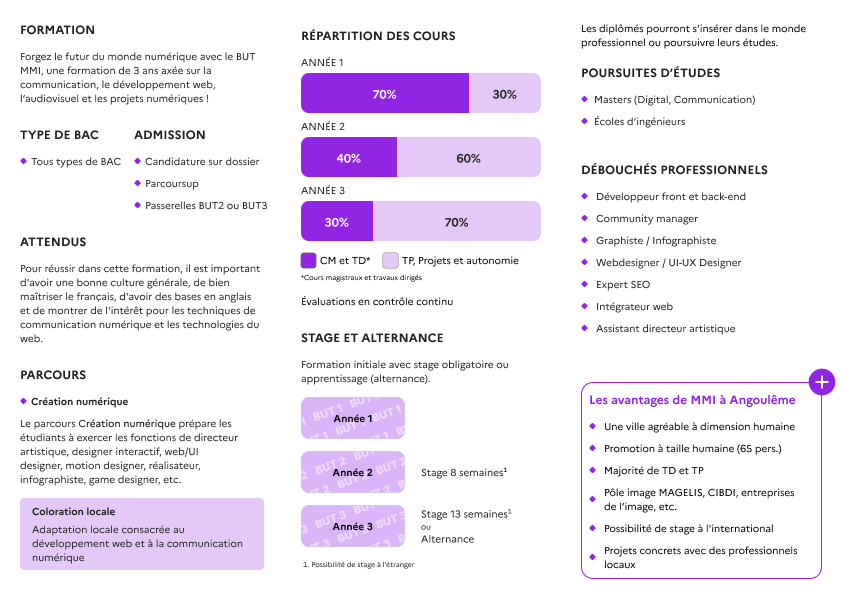 FORMATION
Forgez le futur du monde numérique avec le BUT
MMI, une formation de 3 ans axée sur la
communication, le développement web,
l’audiovisuel et les projets numériques !
TYPE DE BAC
Tous types de BAC
ADMISSION
Candidature sur dossier
Parcoursup
Passerelles BUT2 ou BUT3
ATTENDUS
Pour réussir dans cette formation, il est important
d'avoir une bonne culture générale, de bien
maîtriser le français, d'avoir des bases en anglais
et de montrer de l'intérêt pour les techniques de
communication numérique et les technologies du
web.
PARCOURS
Création numérique
Le parcours Création numérique prépare les
étudiants à exercer les fonctions de directeur
artistique, designer interactif, web/UI
designer, motion designer, réalisateur,
infographiste, game designer, etc.
Coloration locale
Adaptation locale consacrée au
développement web et à la communication
numérique
RÉPARTITION DES COURS
ANNÉE 1
70% 30%
ANNÉE 2
40% 60%
ANNÉE 3
30% 70%
CM et TD* TP, Projets et autonomie
*Cours magistraux et travaux dirigés
Évaluations en contrôle continu
STAGE ET ALTERNANCE
Formation initiale avec stage obligatoire ou
apprentissage (alternance).
BUT 1
Année 1
BUT 2
Année 2
Stage 8 semaines¹
BUT 3
Année 3
Stage 13 semaines¹
ou
Alternance
1. Possibilité de stage à l'étranger
Les diplômés pourront s’insérer dans le monde
professionnel ou poursuivre leurs études.
POURSUITES D’ÉTUDES
Masters (Digital, Communication)
Écoles d’ingénieurs
DÉBOUCHÉS PROFESSIONNELS
Développeur front et back-end
Community manager
Graphiste / Infographiste
Webdesigner / UI-UX Designer
Expert SEO
Intégrateur web
Assistant directeur artistique
Les avantages de MMI à Angoulême
Une ville agréable à dimension humaine
Promotion à taille humaine (65 pers.)
Majorité de TD et TP
Pôle image MAGELIS, CIBDI, entreprises
de l’image, etc.
Possibilité de stage à l'international
Projets concrets avec des professionnels
locaux